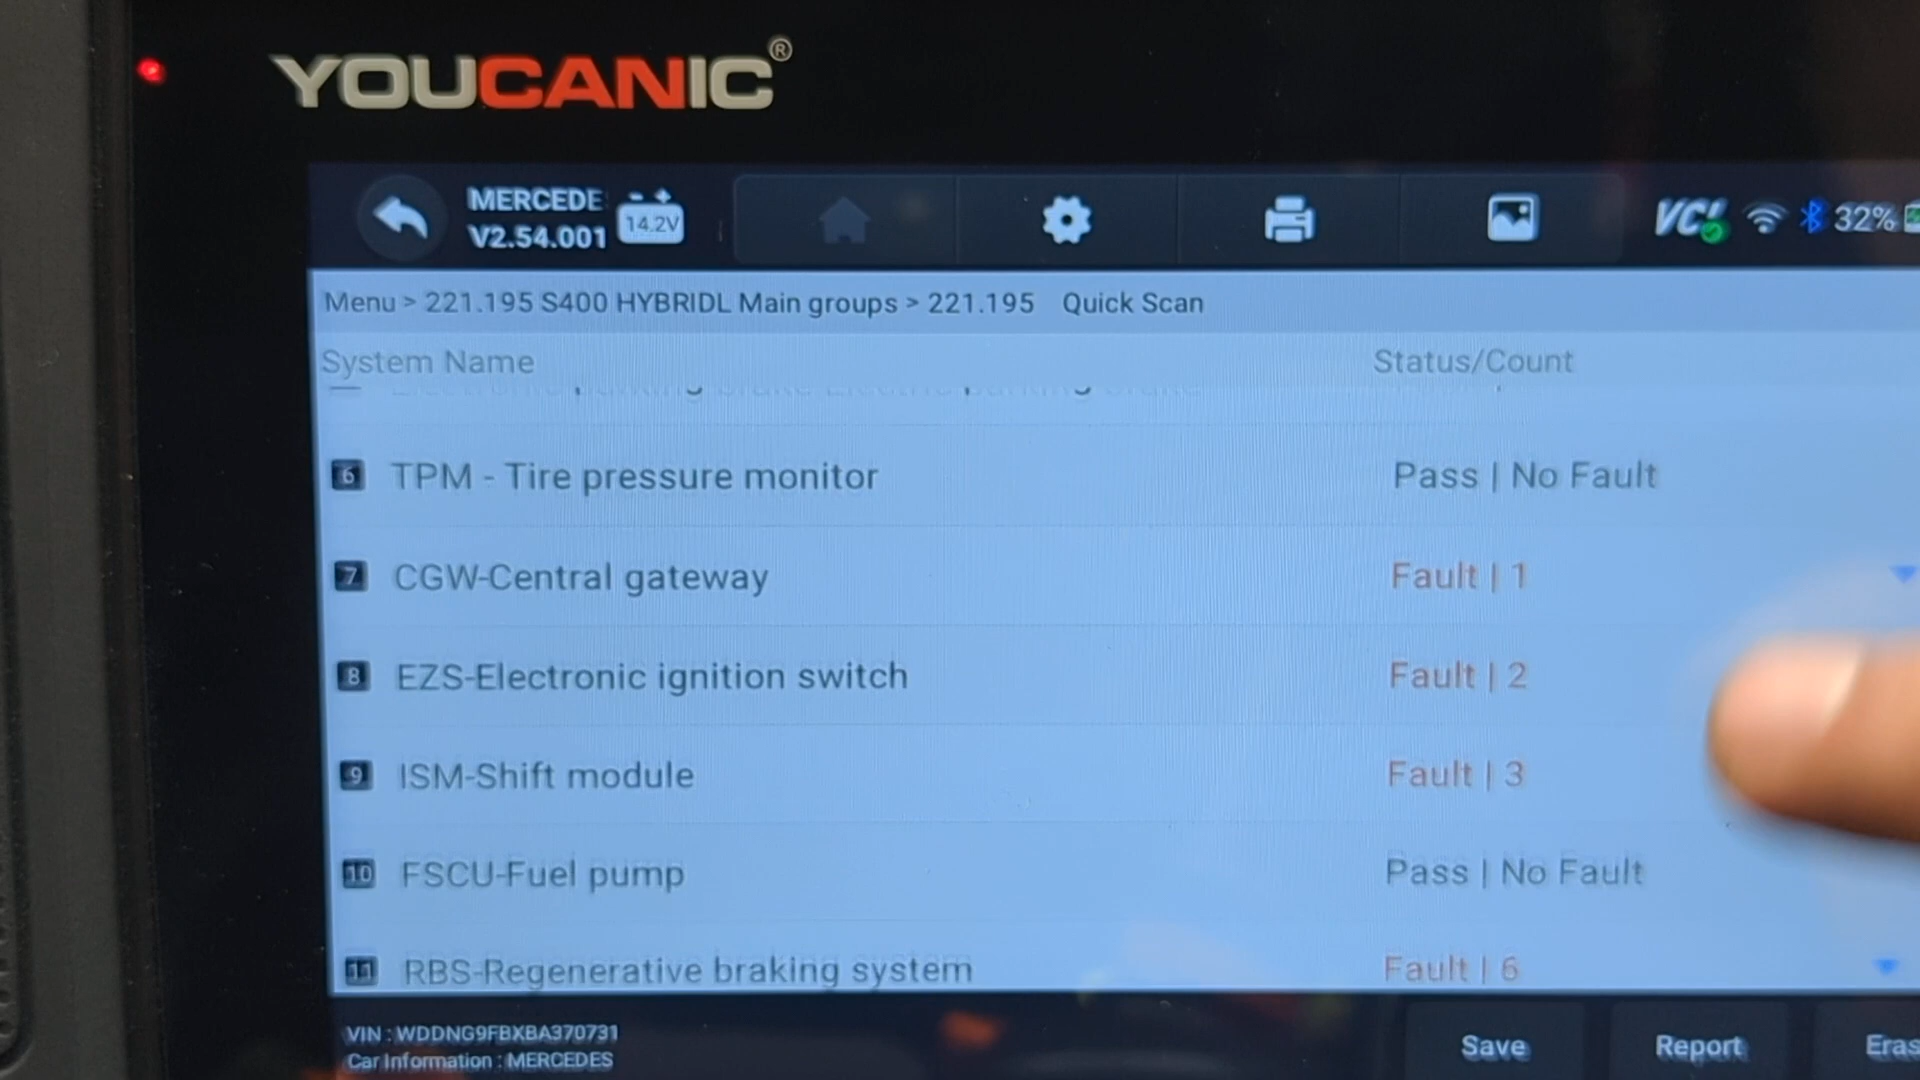 YOUCANIC®
MERCEDE
V2.54.001
14.2V
VCI
32%
Menu > 221.195 S400 HYBRIDL Main groups > 221.195 Quick Scan
System Name Status/Count
6 TPM - Tire pressure monitor Pass | No Fault
7 CGW-Central gateway Fault | 1
8 EZS-Electronic ignition switch Fault | 2
9 ISM-Shift module Fault | 3
10 FSCU-Fuel pump Pass | No Fault
11 RBS-Regenerative braking system Fault | 6
VIN : WDDNG9FBXBA370731
Car Information : MERCEDES
Save Report Eras